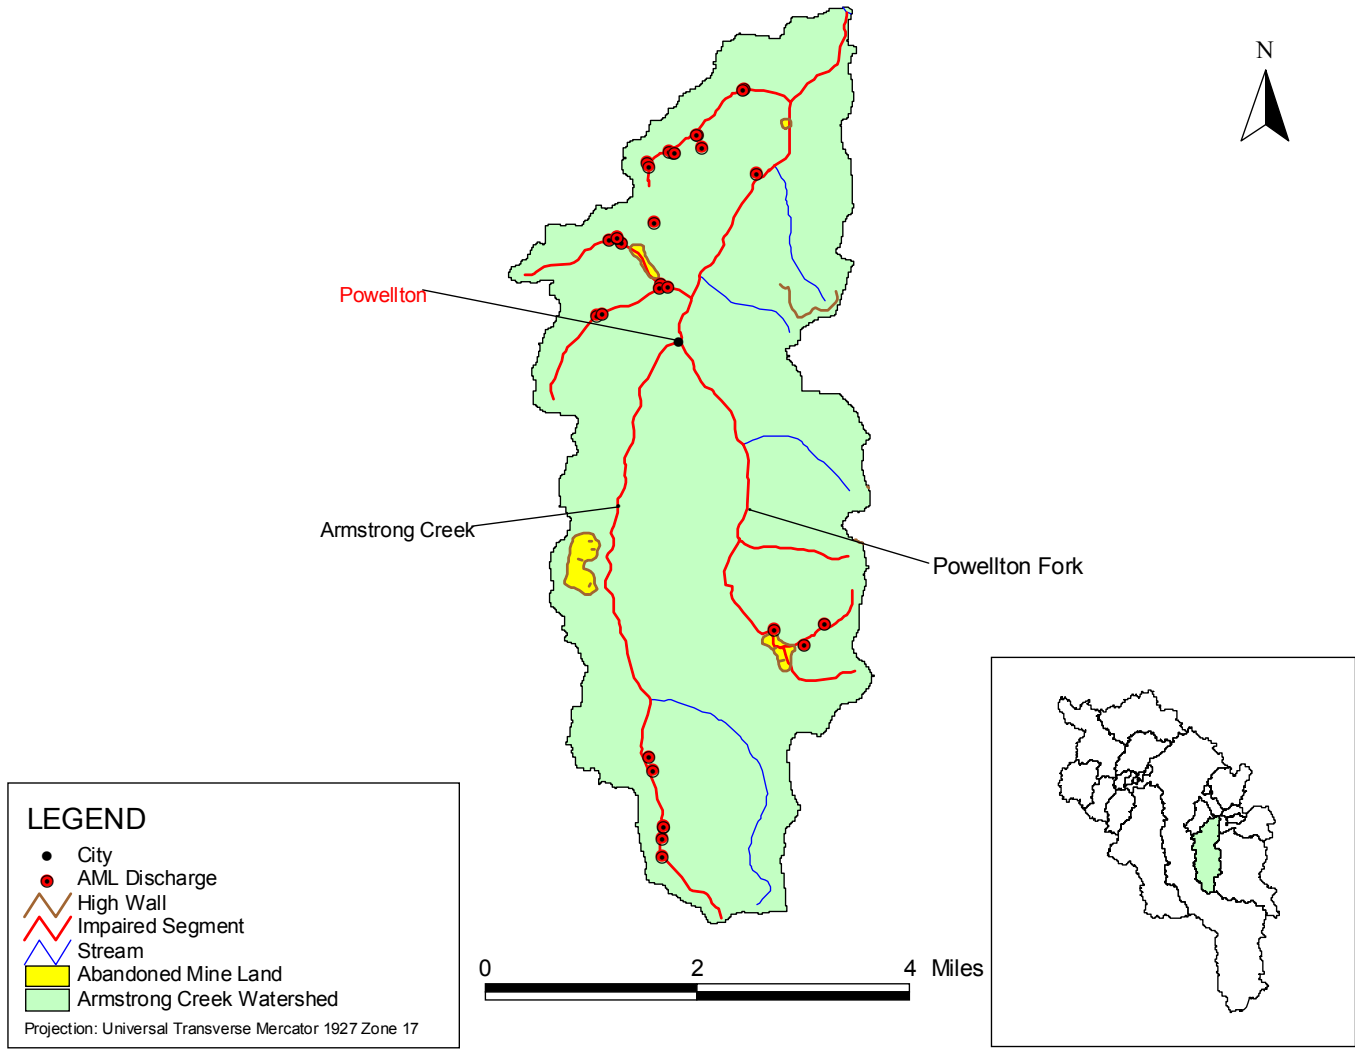 N
Powellton
Armstrong Creek
Powellton Fork
LEGEND
City
AML Discharge
High Wall
Impaired Segment
Stream
Abandoned Mine Land
Armstrong Creek Watershed
Projection: Universal Transverse Mercator 1927 Zone 17
0 2 4 Miles